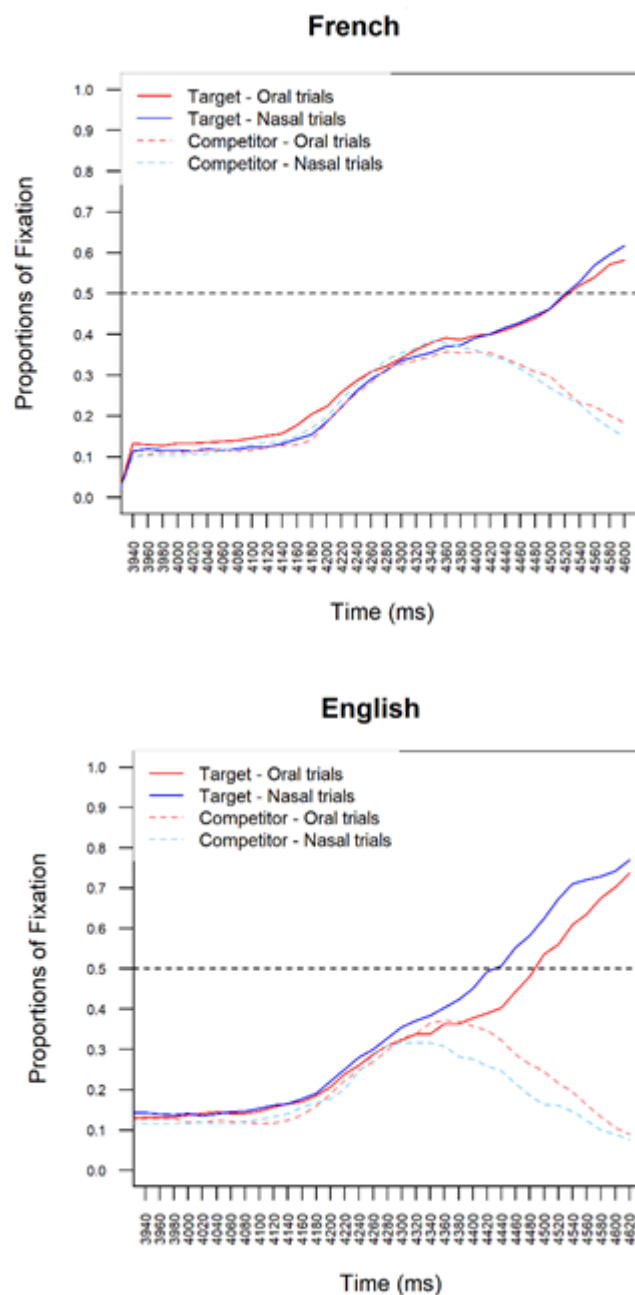 French
Target - Oral trials
Target - Nasal trials
Competitor - Oral trials
Competitor - Nasal trials
1.0
0.9
0.8
0.7
0.6
0.5
0.4
0.3
0.2
0.1
0.0
Proportions of Fixation
3940 3960 3980 4000 4020 4040 4060 4080 4100 4120 4140 4160 4180 4200 4220 4240 4260 4280 4300 4320 4340 4360 4380 4400 4420 4440 4460 4480 4500 4520 4540 4560 4580 4600
Time (ms)
English
Target - Oral trials
Target - Nasal trials
Competitor - Oral trials
Competitor - Nasal trials
1.0
0.9
0.8
0.7
0.6
0.5
0.4
0.3
0.2
0.1
0.0
Proportions of Fixation
3940 3960 3980 4000 4020 4040 4060 4080 4100 4120 4140 4160 4180 4200 4220 4240 4260 4280 4300 4320 4340 4360 4380 4400 4420 4440 4460 4480 4500 4520 4540 4560 4580 4600 4620
Time (ms)